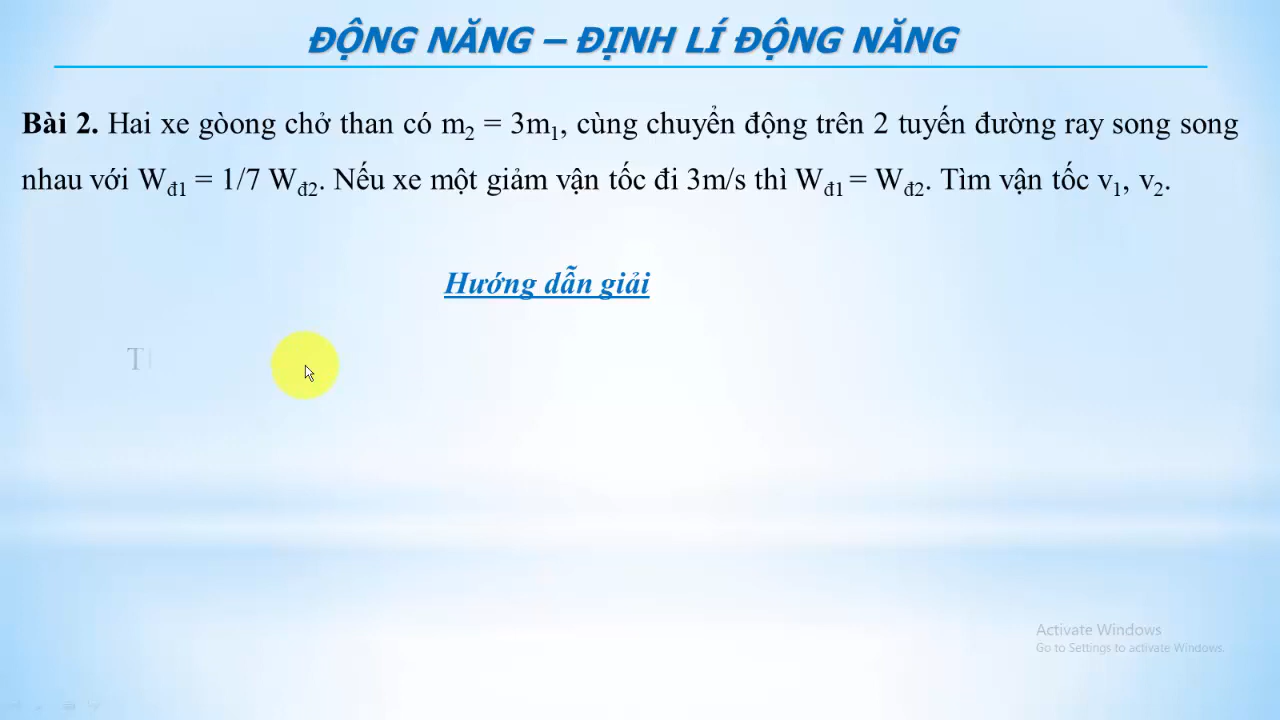 ĐỘNG NĂNG – ĐỊNH LÍ ĐỘNG NĂNG
Bài 2. Hai xe gòong chở than có m₂ = 3m₁, cùng chuyển động trên 2 tuyến đường ray song song
nhau với Wđ1 = 1/7 Wđ2. Nếu xe một giảm vận tốc đi 3m/s thì Wđ1 = Wđ2. Tìm vận tốc v₁, v₂.
Hướng dẫn giải
Activate Windows
Go to Settings to activate Windows.